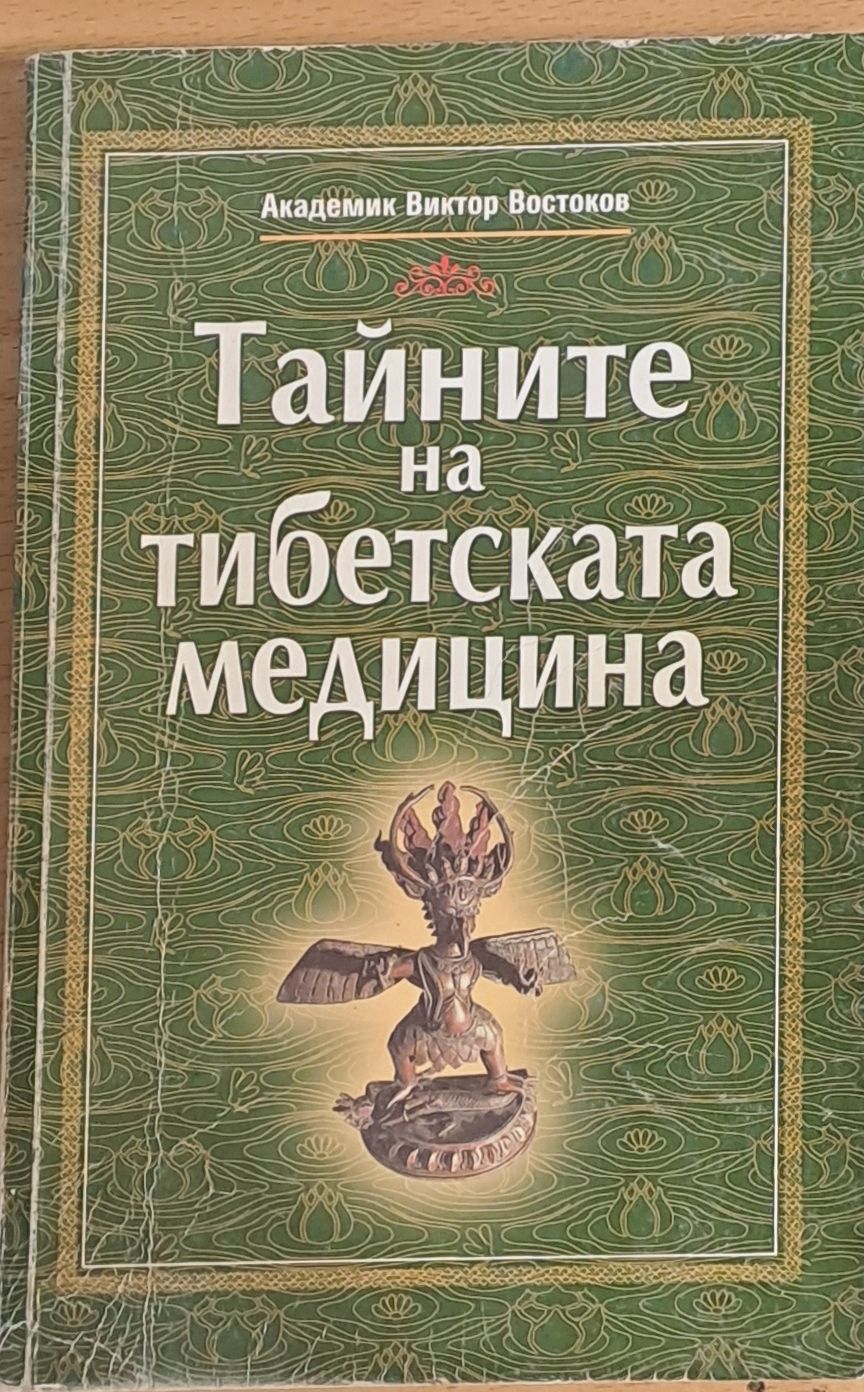 Академик Виктор Востоков
Тайните
на
тибетската
медицина